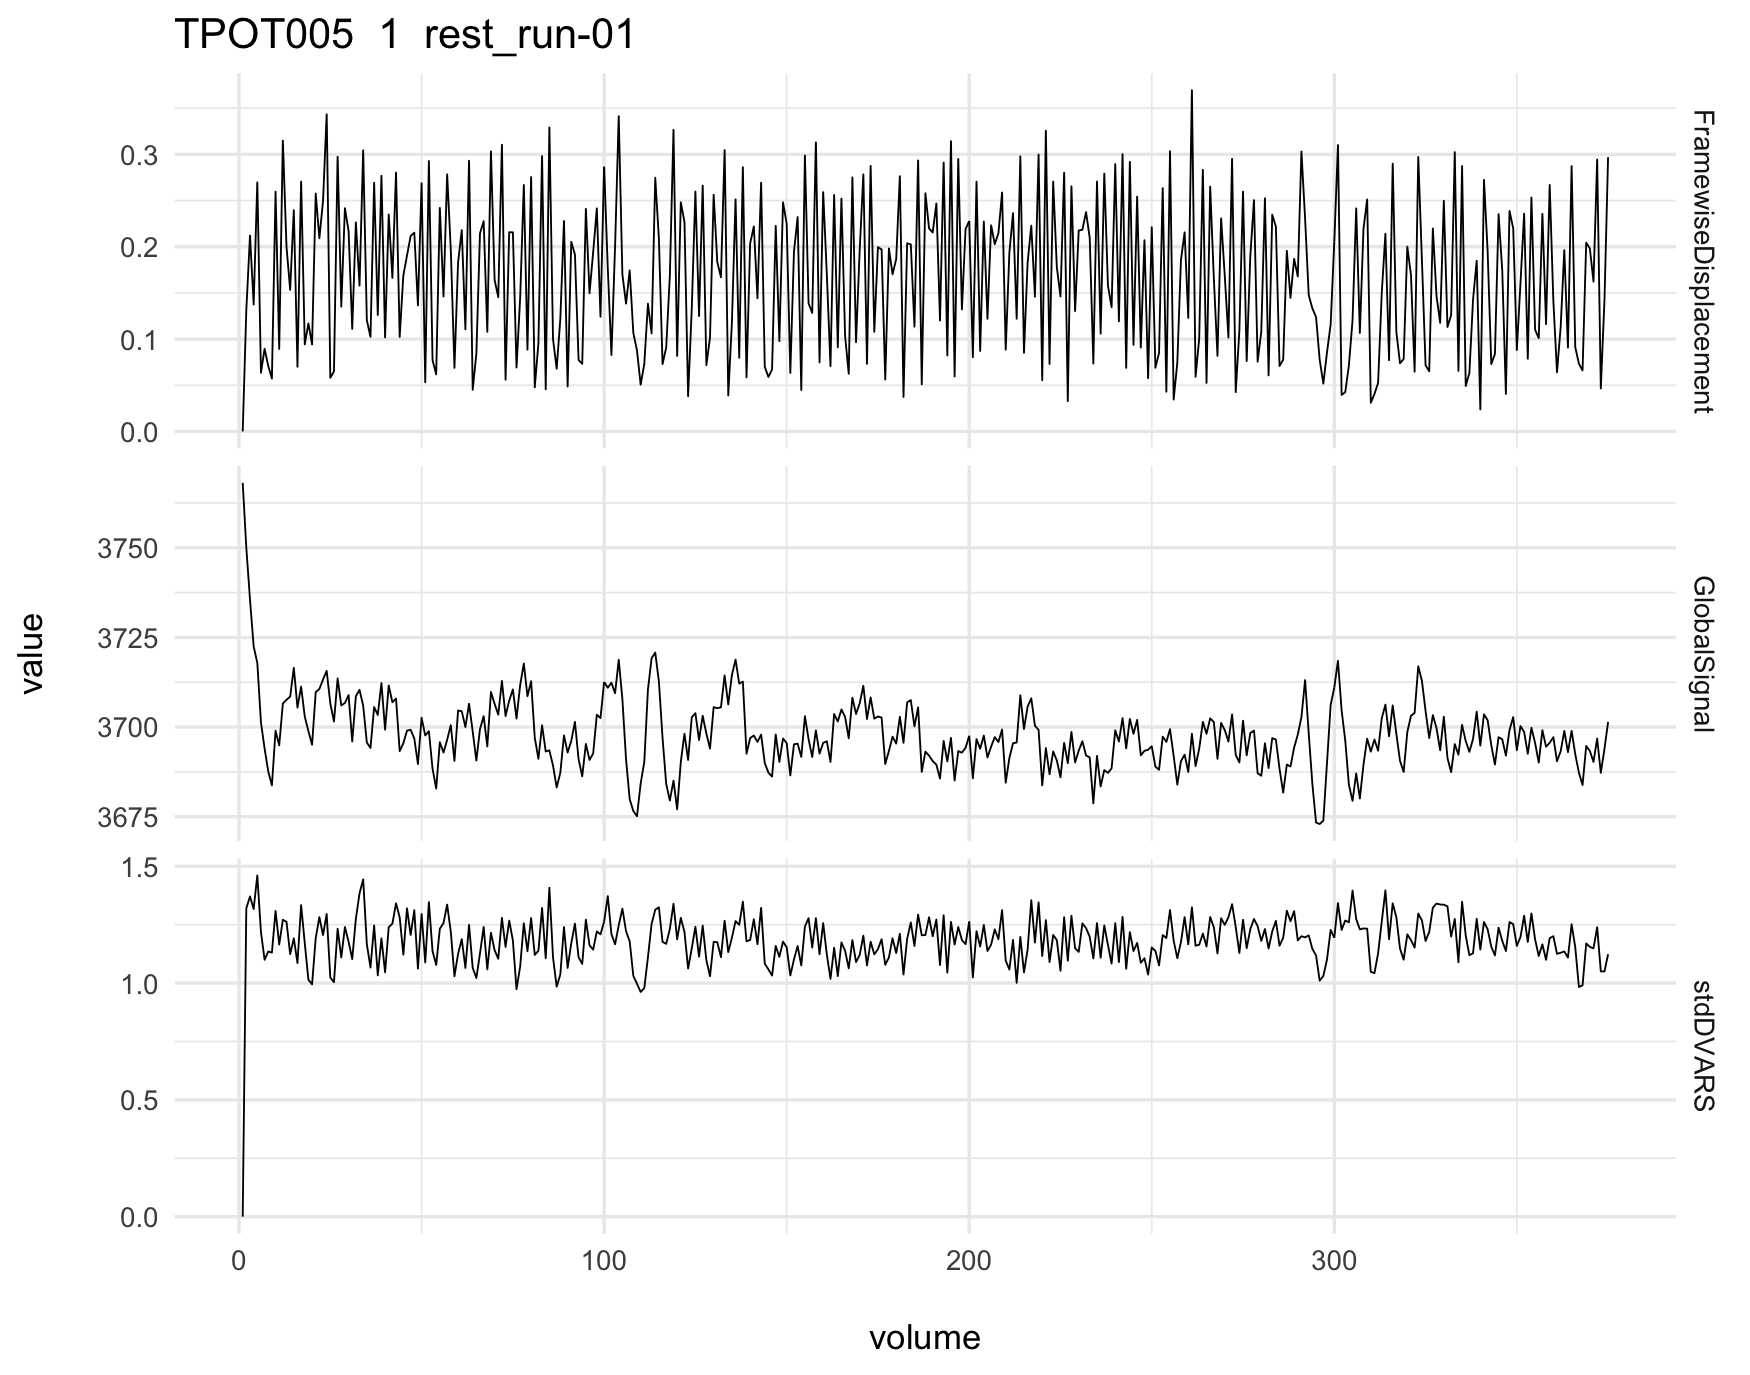 TPOT005 1 rest_run-01
0.3
0.2
0.1
0.0
FramewiseDisplacement
value
3750
3725
3700
3675
GlobalSignal
1.5
1.0
0.5
0.0
stdDVARS
0 100 200 300
volume